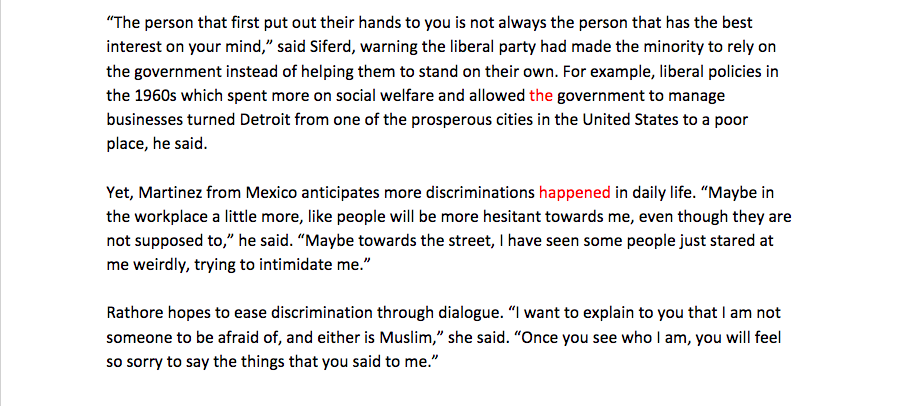 “The person that first put out their hands to you is not always the person that has the best
interest on your mind,” said Siferd, warning the liberal party had made the minority to rely on
the government instead of helping them to stand on their own. For example, liberal policies in
the 1960s which spent more on social welfare and allowed the government to manage
businesses turned Detroit from one of the prosperous cities in the United States to a poor
place, he said.
Yet, Martinez from Mexico anticipates more discriminations happened in daily life. “Maybe in
the workplace a little more, like people will be more hesitant towards me, even though they are
not supposed to,” he said. “Maybe towards the street, I have seen some people just stared at
me weirdly, trying to intimidate me.”
Rathore hopes to ease discrimination through dialogue. “I want to explain to you that I am not
someone to be afraid of, and either is Muslim,” she said. “Once you see who I am, you will feel
so sorry to say the things that you said to me.”